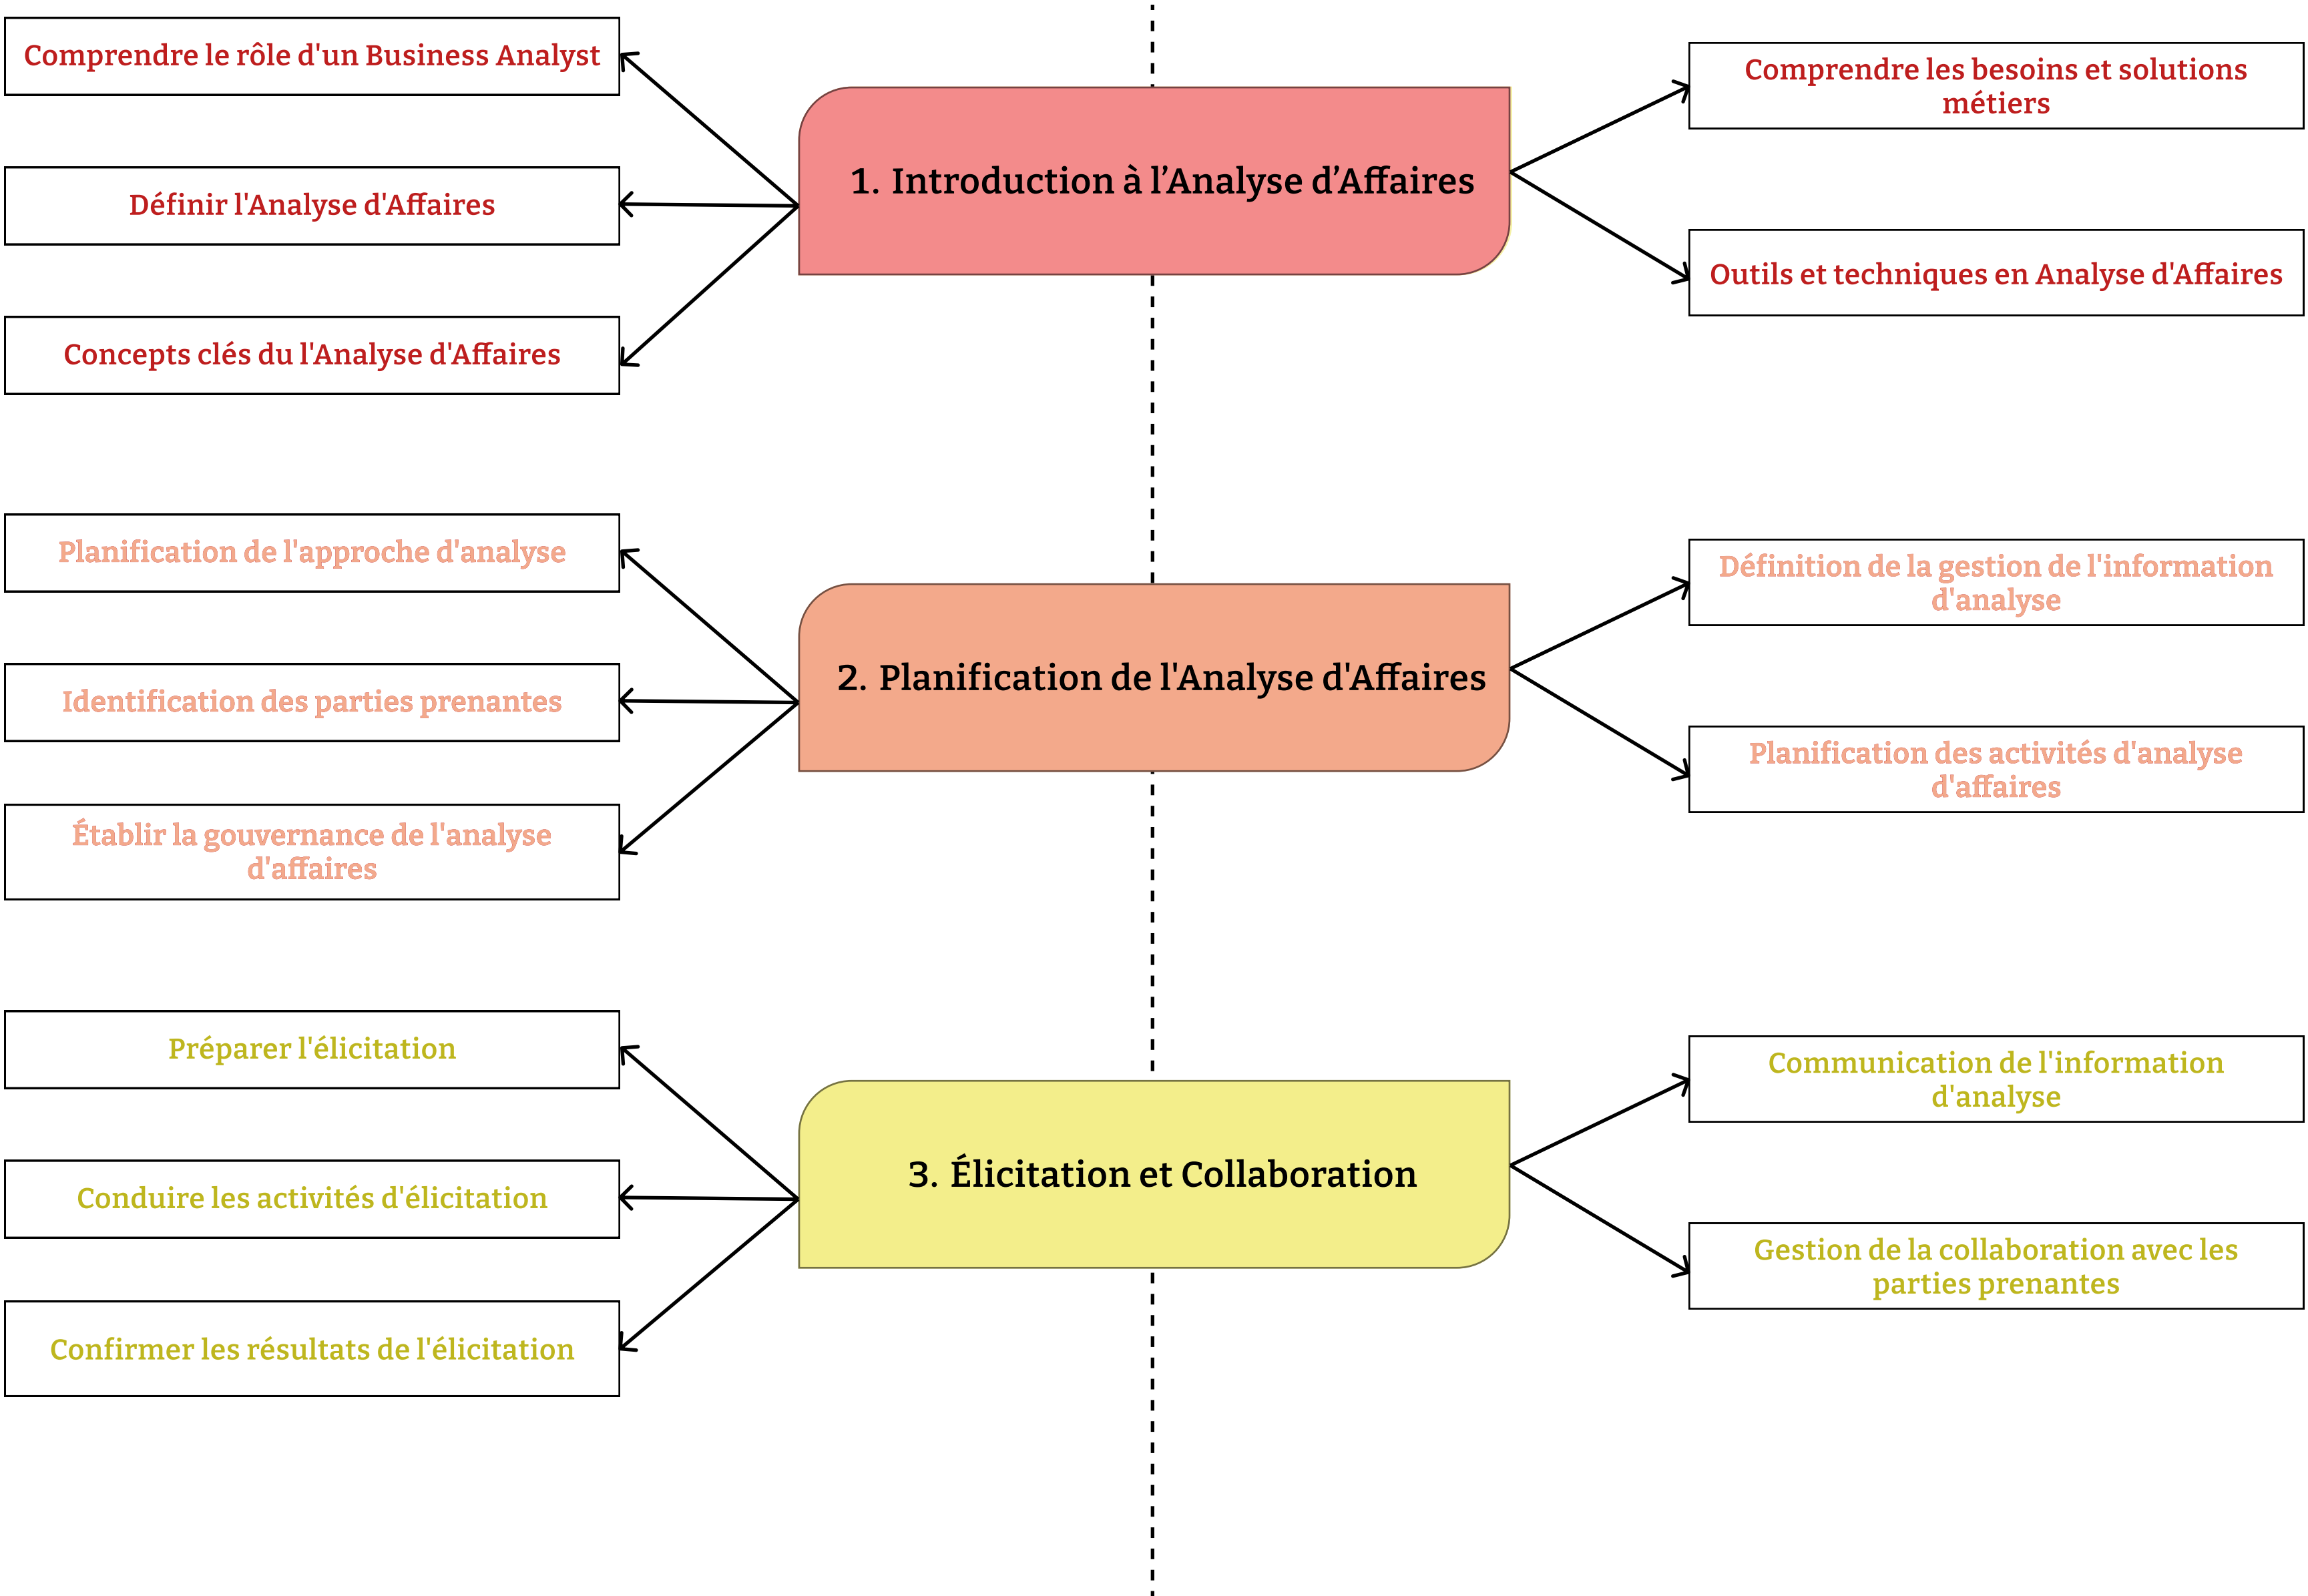 Comprendre le rôle d'un Business Analyst
Définir l'Analyse d'Affaires
Concepts clés du l'Analyse d'Affaires
1. Introduction à l’Analyse d’Affaires
Comprendre les besoins et solutions
métiers
Outils et techniques en Analyse d'Affaires
Planification de l'approche d'analyse
Identification des parties prenantes
Établir la gouvernance de l'analyse
d'affaires
2. Planification de l'Analyse d'Affaires
Définition de la gestion de l'information
d'analyse
Planification des activités d'analyse
d'affaires
Préparer l'élicitation
Conduire les activités d'élicitation
Confirmer les résultats de l'élicitation
3. Élicitation et Collaboration
Communication de l'information
d'analyse
Gestion de la collaboration avec les
parties prenantes